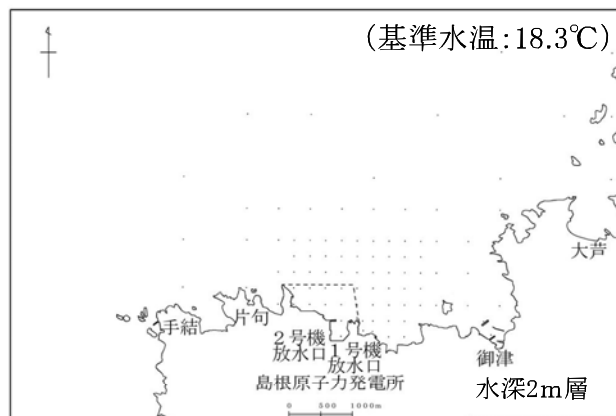 (基準水温:18.3℃)
大芦
片句
手結
2号機
放水口
1号機
放水口
御津
島根原子力発電所
水深2m層
0 500 1000m